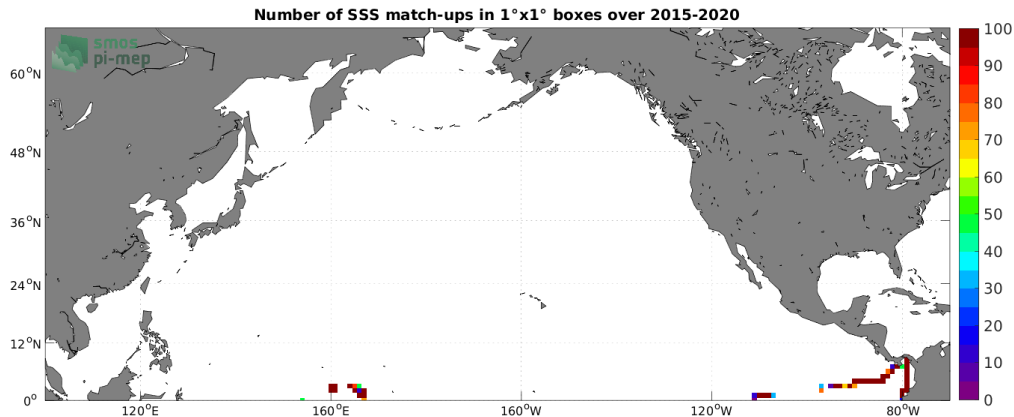 Number of SSS match-ups in 1°x1° boxes over 2015-2020
smos
pi-mep
60°N
48°N
36°N
24°N
12°N
0°
120°E
160°E
160°W
120°W
80°W
100
90
80
70
60
50
40
30
20
10
0